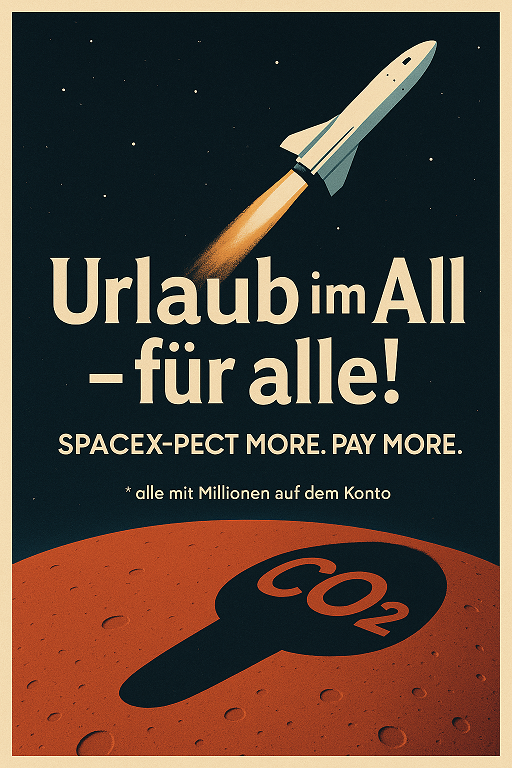 Urlaub im All
– für alle!
SPACEX-PECT MORE. PAY MORE.
* alle mit Millionen auf dem Konto
CO2